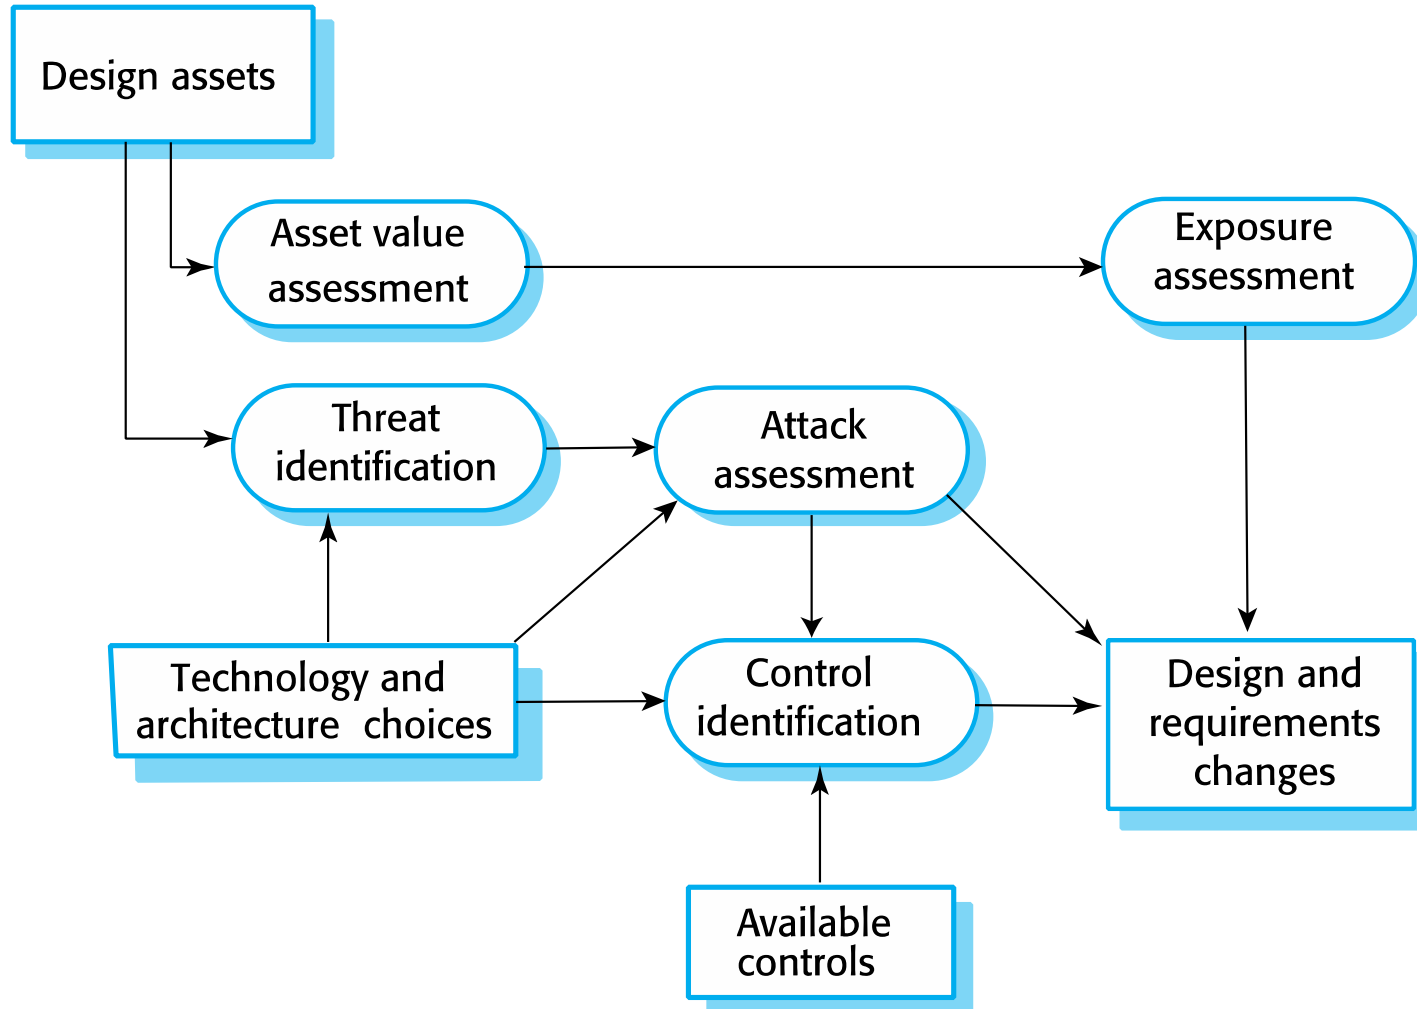 Design assets
Asset value
assessment
Exposure
assessment
Threat
identification
Attack
assessment
Technology and
architecture  choices
Control
identification
Design and
requirements
changes
Available
controls